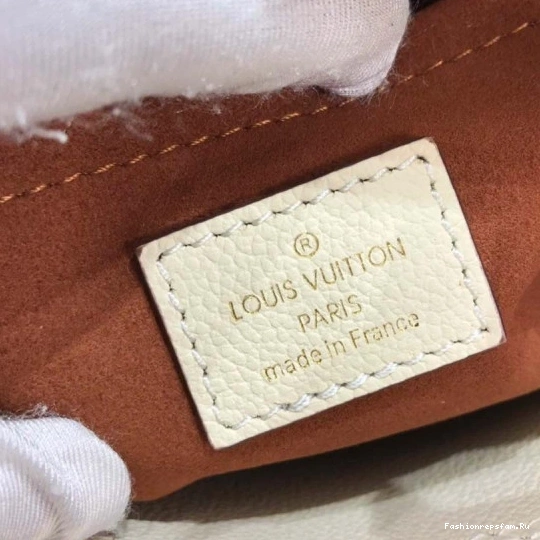 ®
LOUIS VUITTON
PARIS
made in France
Fashionrepsfam.RU